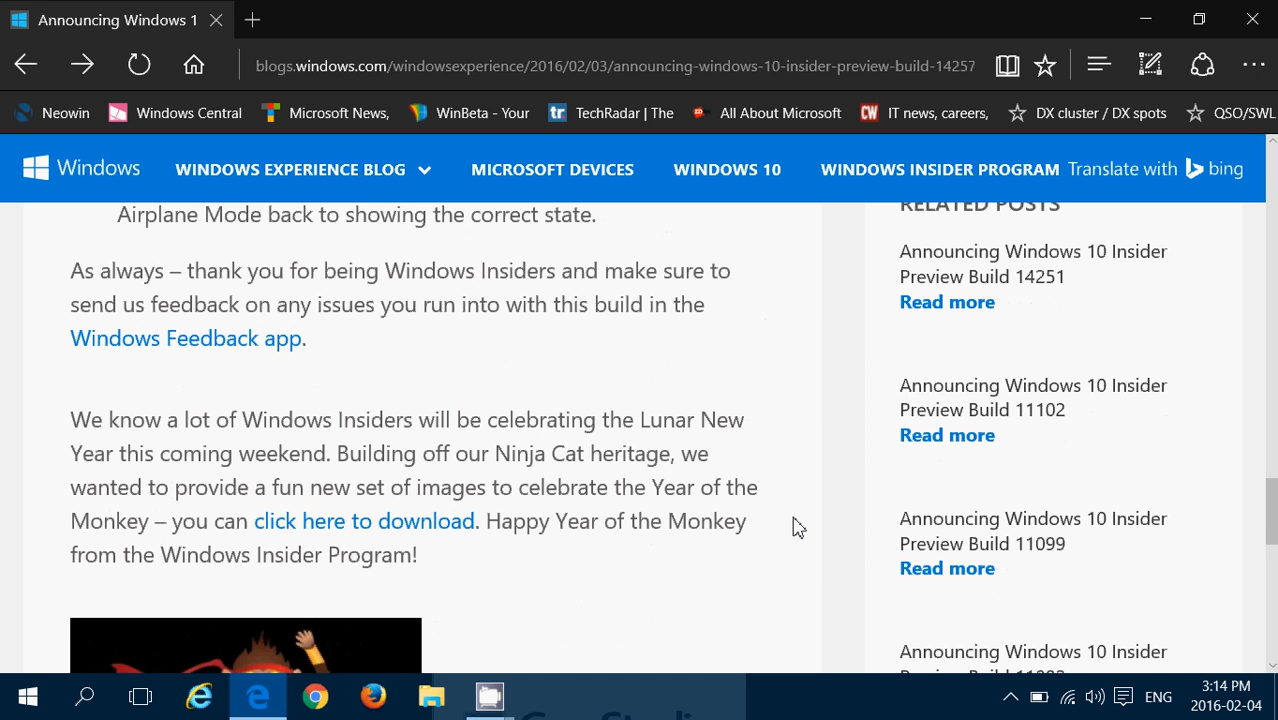 Announcing Windows 1
blogs.windows.com/windowsexperience/2016/02/03/announcing-windows-10-insider-preview-build-14257
Neowin
Windows Central
Microsoft News,
WinBeta - Your
TechRadar | The
All About Microsoft
CW IT news, careers,
DX cluster / DX spots
QSO/SWL
Windows
WINDOWS EXPERIENCE BLOG
MICROSOFT DEVICES
WINDOWS 10
WINDOWS INSIDER PROGRAM
Translate with bing
Airplane Mode back to showing the correct state.
As always – thank you for being Windows Insiders and make sure to
send us feedback on any issues you run into with this build in the
Windows Feedback app.
We know a lot of Windows Insiders will be celebrating the Lunar New
Year this coming weekend. Building off our Ninja Cat heritage, we
wanted to provide a fun new set of images to celebrate the Year of the
Monkey – you can click here to download. Happy Year of the Monkey
from the Windows Insider Program!
RELATED POSTS
Announcing Windows 10 Insider
Preview Build 14251
Read more
Announcing Windows 10 Insider
Preview Build 11102
Read more
Announcing Windows 10 Insider
Preview Build 11099
Read more
Announcing Windows 10 Insider
ENG
3:14 PM
2016-02-04